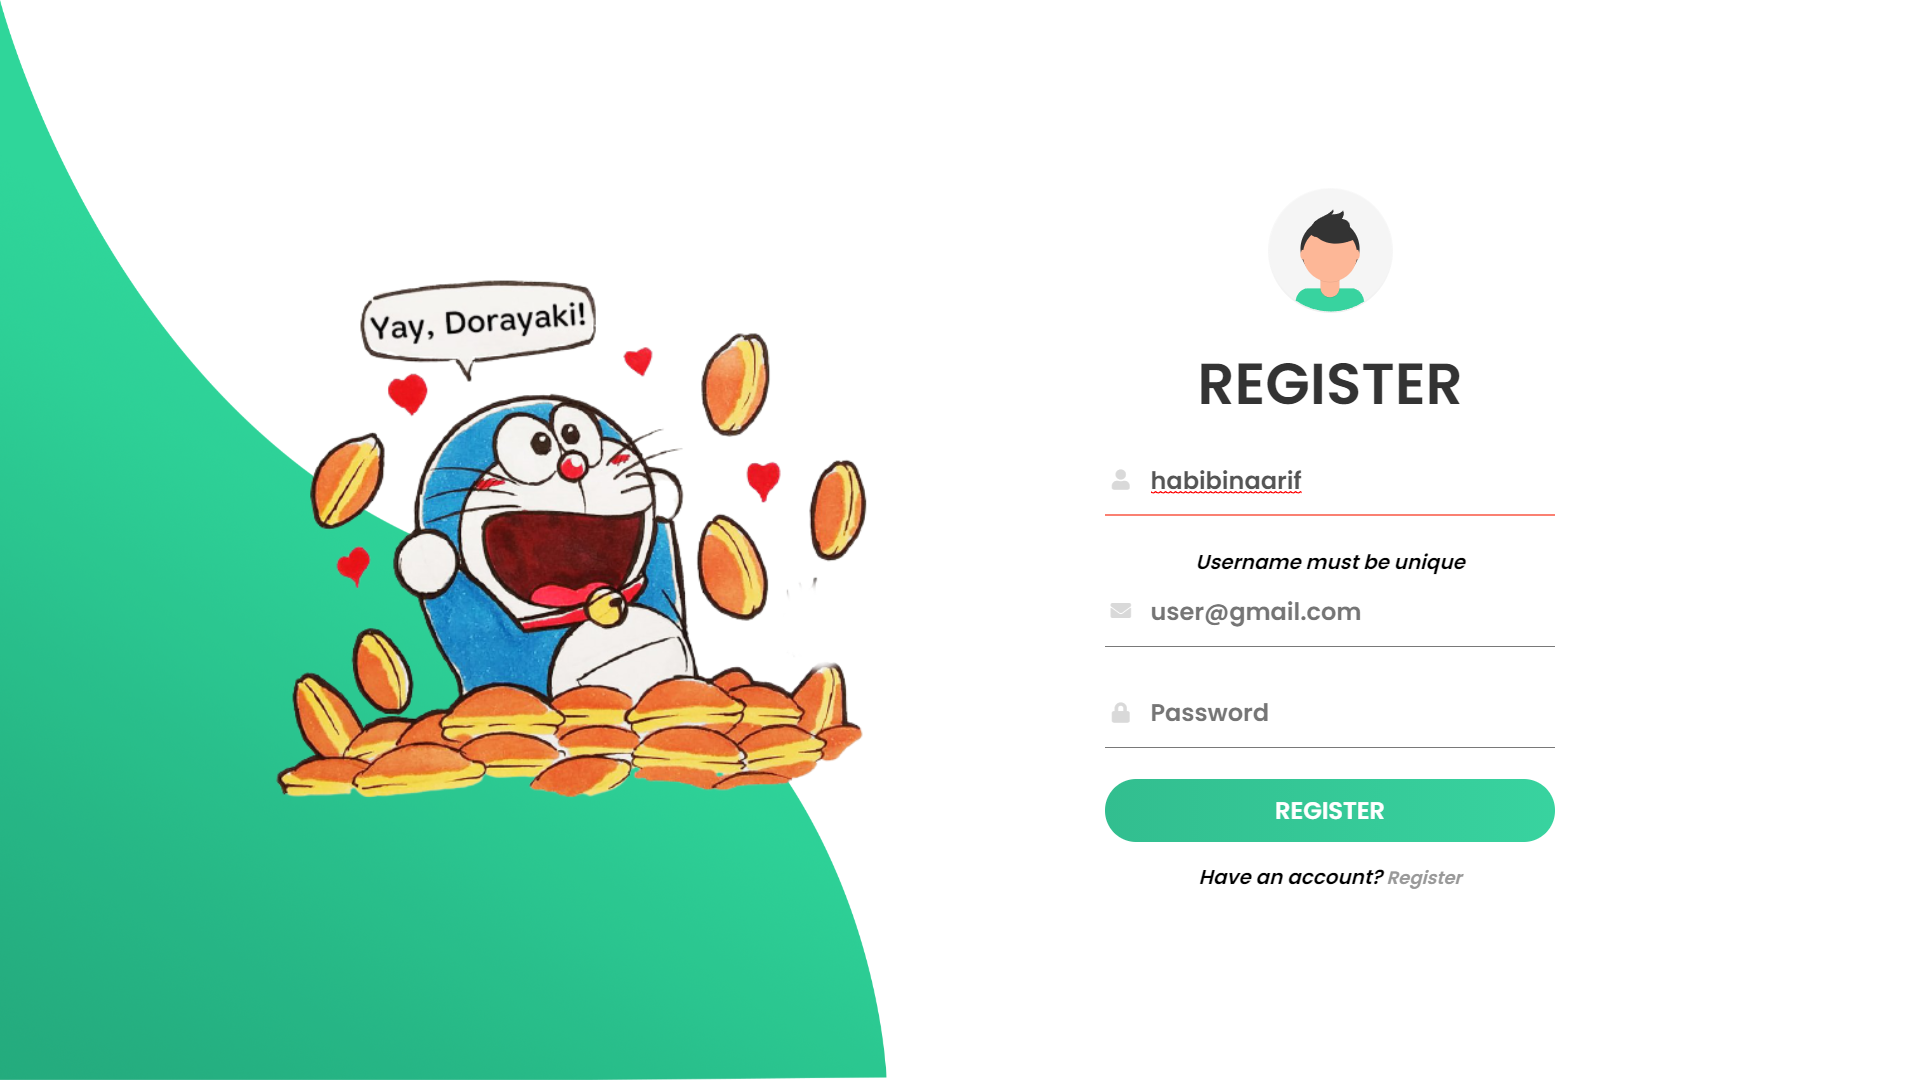 Yay, Dorayaki!
REGISTER
habibinaarif
Username must be unique
user@gmail.com
Password
REGISTER
Have an account? Register